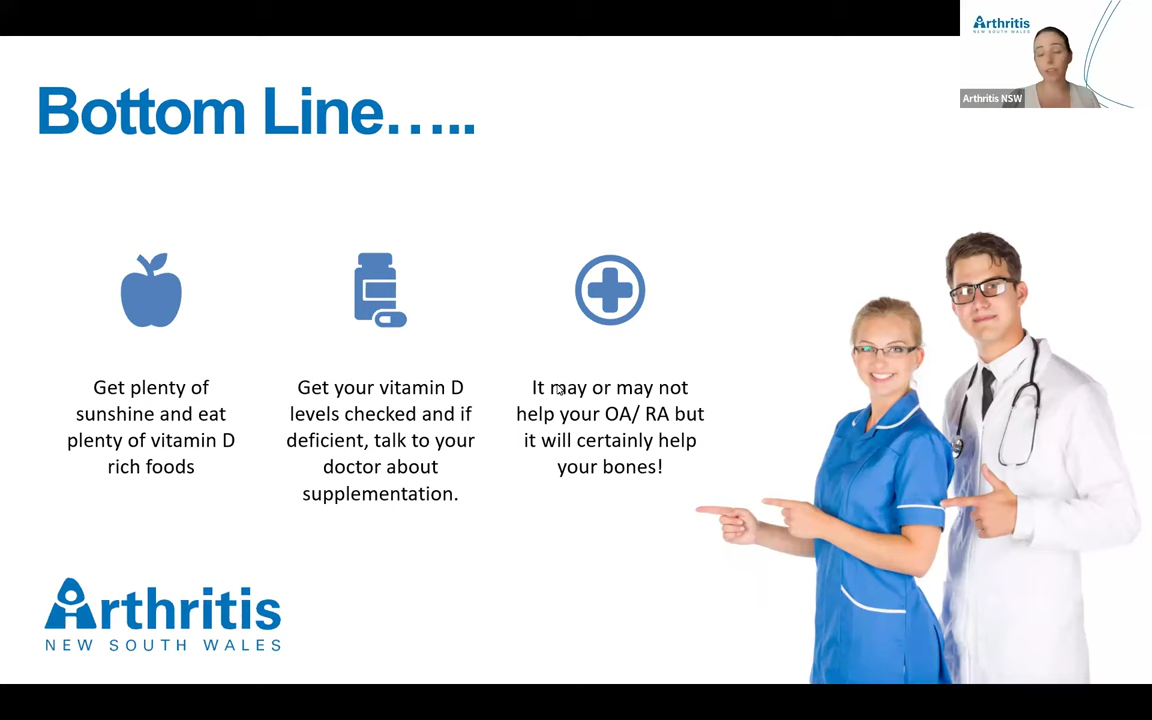 Arthritis
NEW SOUTH WALES
Arthritis NSW
Bottom Line…..
Get plenty of
sunshine and eat
plenty of vitamin D
rich foods
Get your vitamin D
levels checked and if
deficient, talk to your
doctor about
supplementation.
It may or may not
help your OA/ RA but
it will certainly help
your bones!
Arthritis
NEW SOUTH WALES